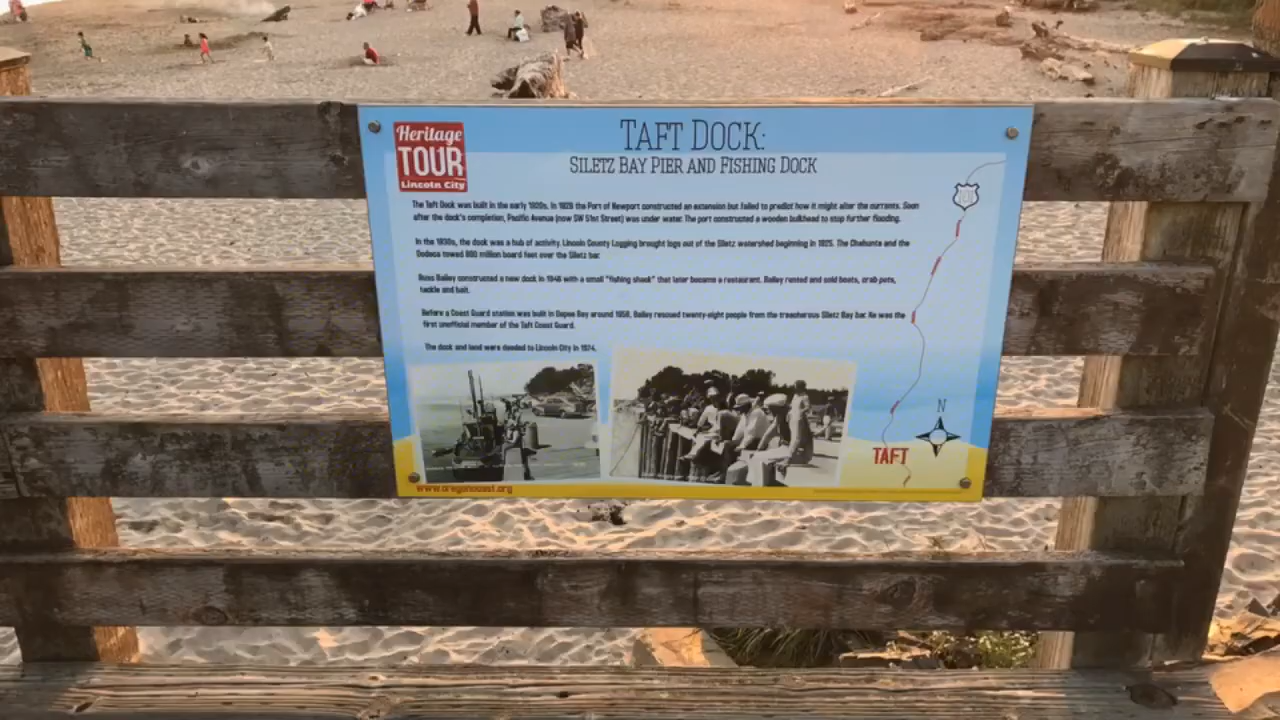 Heritage
TOUR
Lincoln City
TAFT DOCK:
SILETZ BAY PIER AND FISHING DOCK
The Taft Dock was built in the early 1920s. In 1928 the Port of Newport constructed an extension but failed to predict how it might alter the currents. Soon
after the dock's completion, Pacific Avenue (now SW 51st Street) was under water. The port constructed a wooden bulkhead to stop further flooding.
In the 1930s, the dock was a hub of activity. Lincoln County Logging brought logs out of the Siletz watershed beginning in 1925. The Chahunta and the
Dodeca towed 800 million board feet over the Siletz bar.
Russ Bailey constructed a new dock in 1946 with a small "fishing shack" that later became a restaurant. Bailey rented and sold boats, crab pots,
tackle and bait.
Before a Coast Guard station was built in Depoe Bay around 1950, Bailey rescued twenty-eight people from the treacherous Siletz Bay bar. He was the
first unofficial member of the Taft Coast Guard.
The dock and land were deeded to Lincoln City in 1974.
101
N
TAFT
www.oregoncoast.org